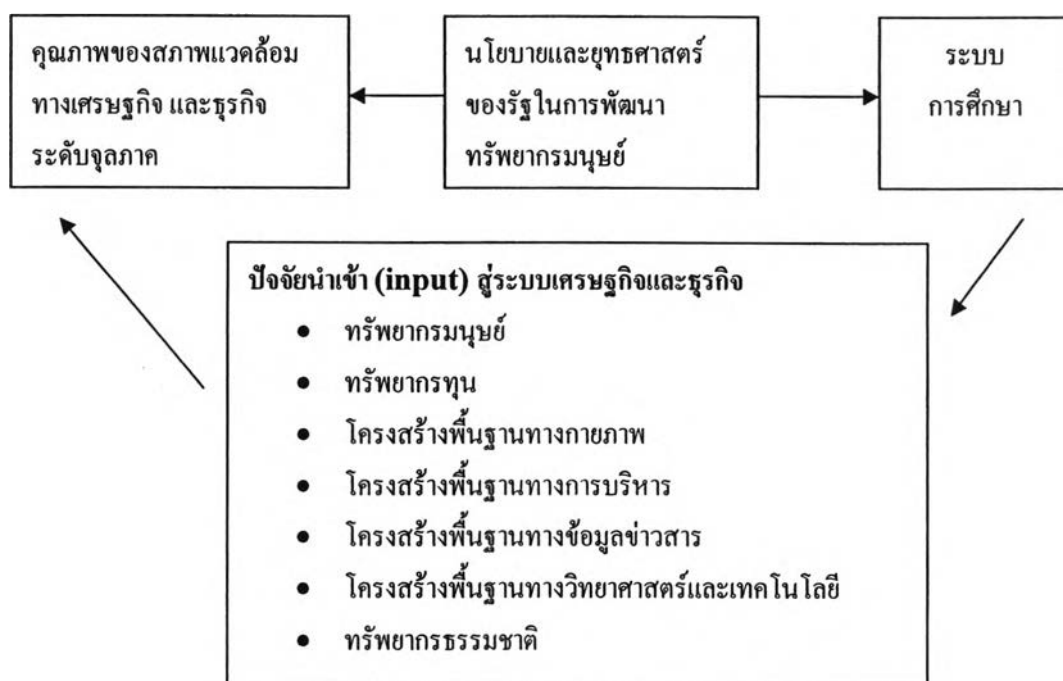 คุณภาพของสภาพแวดล้อม
ทางเศรษฐกิจ และธุรกิจ
ระดับจุลภาค
นโยบายและยุทธศาสตร์
ของรัฐในการพัฒนา
ทรัพยากรมนุษย์
ระบบ
การศึกษา
ปัจจัยนำเข้า (input) สู่ระบบเศรษฐกิจและธุรกิจ
• ทรัพยากรมนุษย์
• ทรัพยากรทุน
• โครงสร้างพื้นฐานทางกายภาพ
• โครงสร้างพื้นฐานทางการบริหาร
• โครงสร้างพื้นฐานทางข้อมูลข่าวสาร
• โครงสร้างพื้นฐานทางวิทยาศาสตร์และเทคโนโลยี
• ทรัพยากรธรรมชาติ